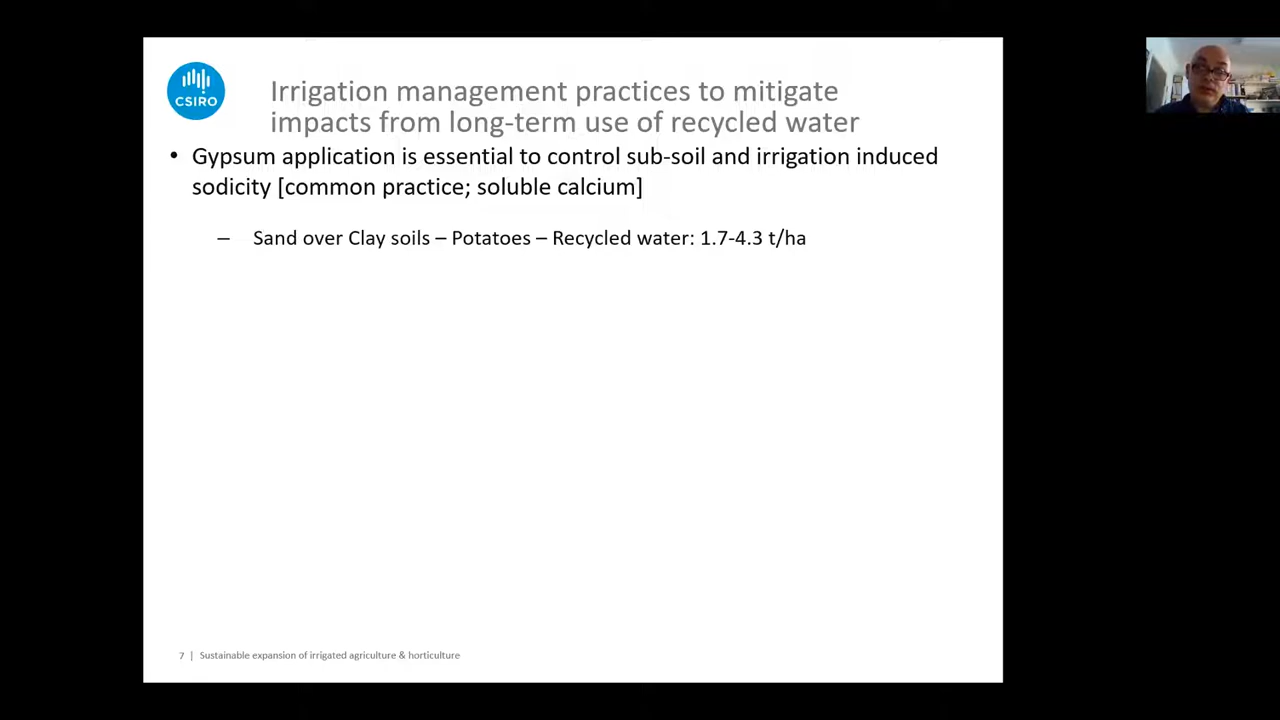 CSIRO
Irrigation management practices to mitigate
impacts from long-term use of recycled water
• Gypsum application is essential to control sub-soil and irrigation induced
sodicity [common practice; soluble calcium]
– Sand over Clay soils – Potatoes – Recycled water: 1.7-4.3 t/ha
7 | Sustainable expansion of irrigated agriculture & horticulture